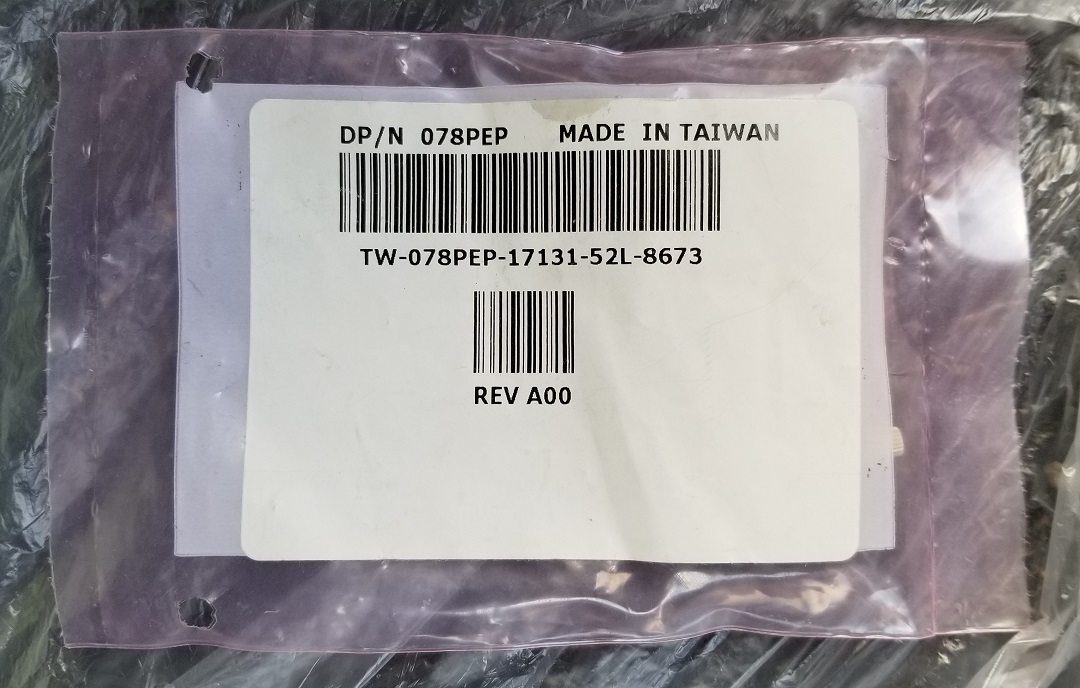 DP/N 078PEP MADE IN TAIWAN
TW-078PEP-17131-52L-8673
REV A00